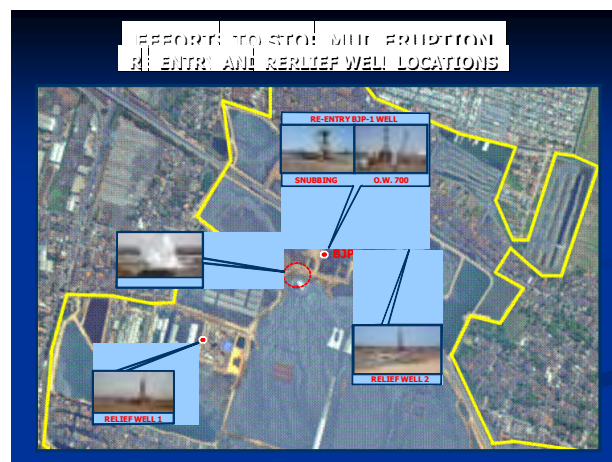 EFFORTS TO STOP MUD ERUPTION
RE-ENTRY AND RERLIEF WELL LOCATIONS
RE-ENTRY BJP-1 WELL
SNUBBING
O.W. 700
BJP
RELIEF WELL 2
RELIEF WELL 1